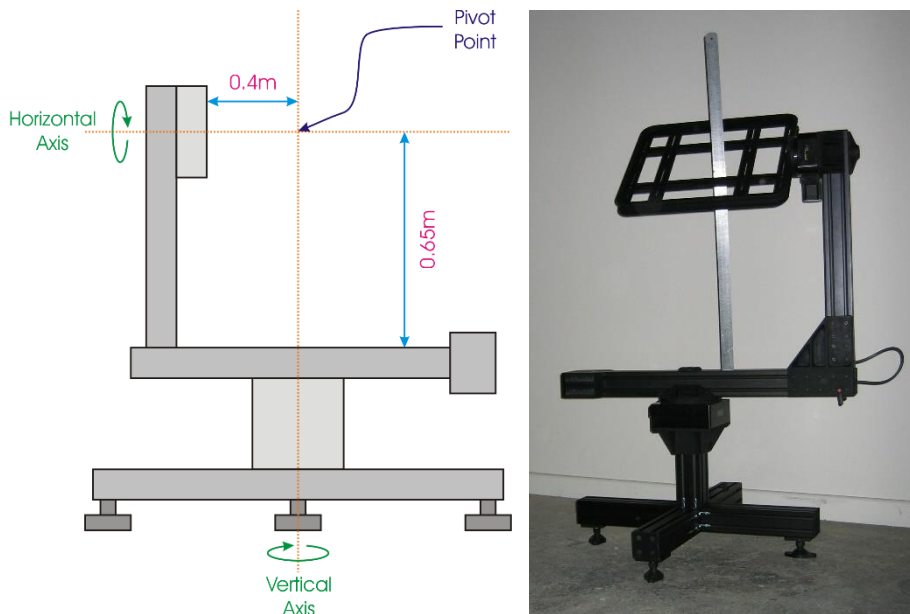 Pivot
Point
0.4m
Horizontal
Axis
0.65m
Vertical
Axis